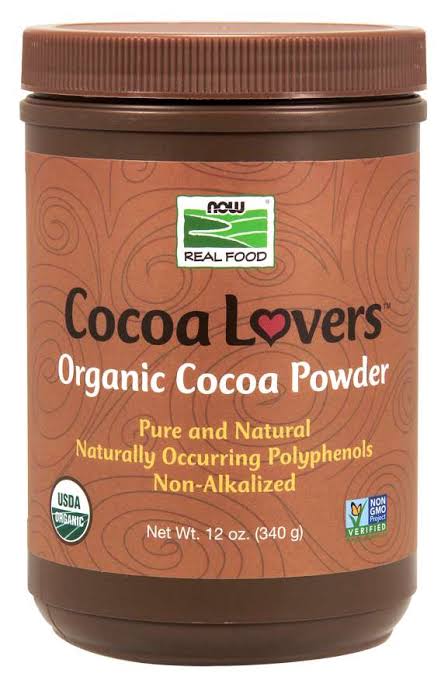 now
REAL FOOD
Cocoa Lovers™
Organic Cocoa Powder
Pure and Natural
Naturally Occurring Polyphenols
Non-Alkalized
USDA
ORGANIC
NON
GMO
Project
VERIFIED
Net Wt. 12 oz. (340 g)